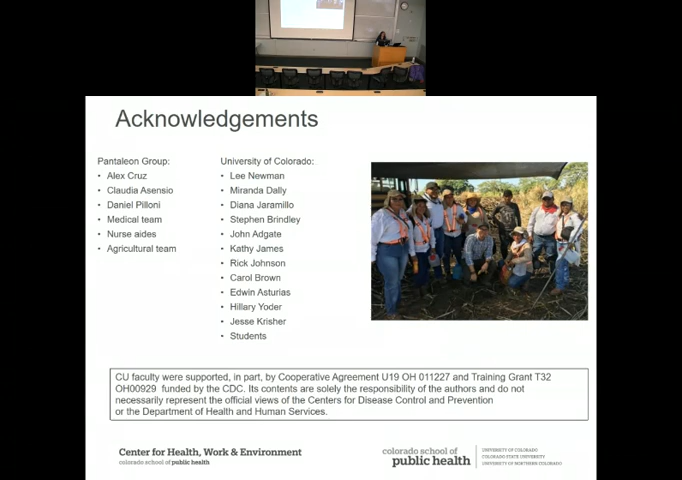 Acknowledgements
Pantaleon Group:
• Alex Cruz
• Claudia Asensio
• Daniel Pilloni
• Medical team
• Nurse aides
• Agricultural team
University of Colorado:
• Lee Newman
• Miranda Dally
• Diana Jaramillo
• Stephen Brindley
• John Adgate
• Kathy James
• Rick Johnson
• Carol Brown
• Edwin Asturias
• Hillary Yoder
• Jesse Krisher
• Students
CU faculty were supported, in part, by Cooperative Agreement U19 OH 011227 and Training Grant T32
OH00929 funded by the CDC. Its contents are solely the responsibility of the authors and do not
necessarily represent the official views of the Centers for Disease Control and Prevention
or the Department of Health and Human Services.
Center for Health, Work & Environment
colorado school of public health
colorado school of
public health
UNIVERSITY OF COLORADO
COLORADO STATE UNIVERSITY
UNIVERSITY OF NORTHERN COLORADO